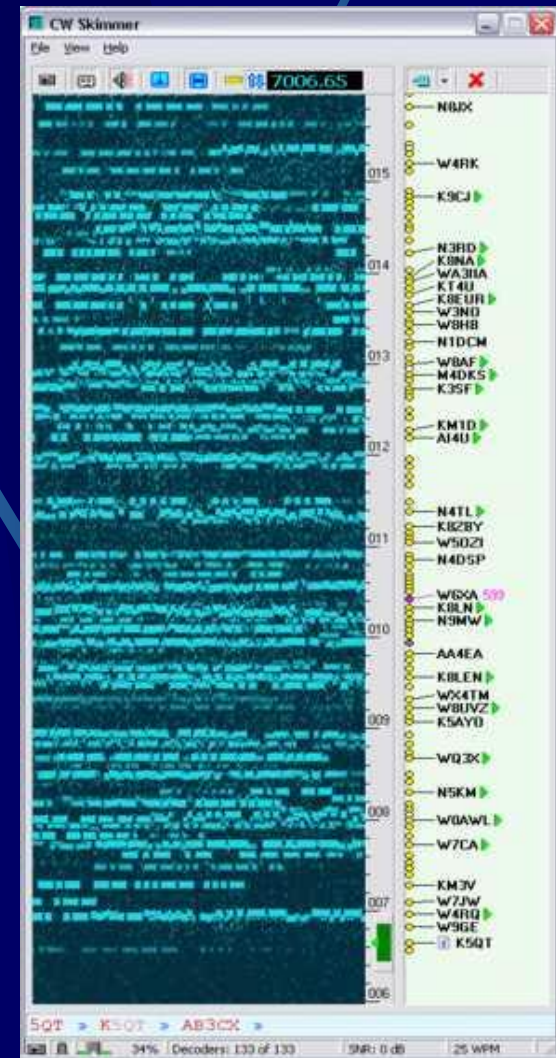 CW Skimmer
File View Help
7006.65
N8JX
W4RK
015
K9CJ
N3RD
K8NA
014
KT4U
K8EUR
W3NO
W8HB
N1DCM
013
W8AF
M4DKS
K3SF
KM1D
AI4U
012
N4TL
K8ZBY
011
W5DZI
N4DSP
W6XA 599
K8LN
N9MW
010
AA4EA
K8LEN
WX4TM
W8UVZ
009
K5AYO
WQ3X
N5KM
008
W0AWL
W7CA
KM3V
007
W7JW
W4RQ
W9GE
K5QT
006
5QT » K5QT » AB3CX »
34% Decoders: 133 of 133 SNR: 0 dB 25 WPM